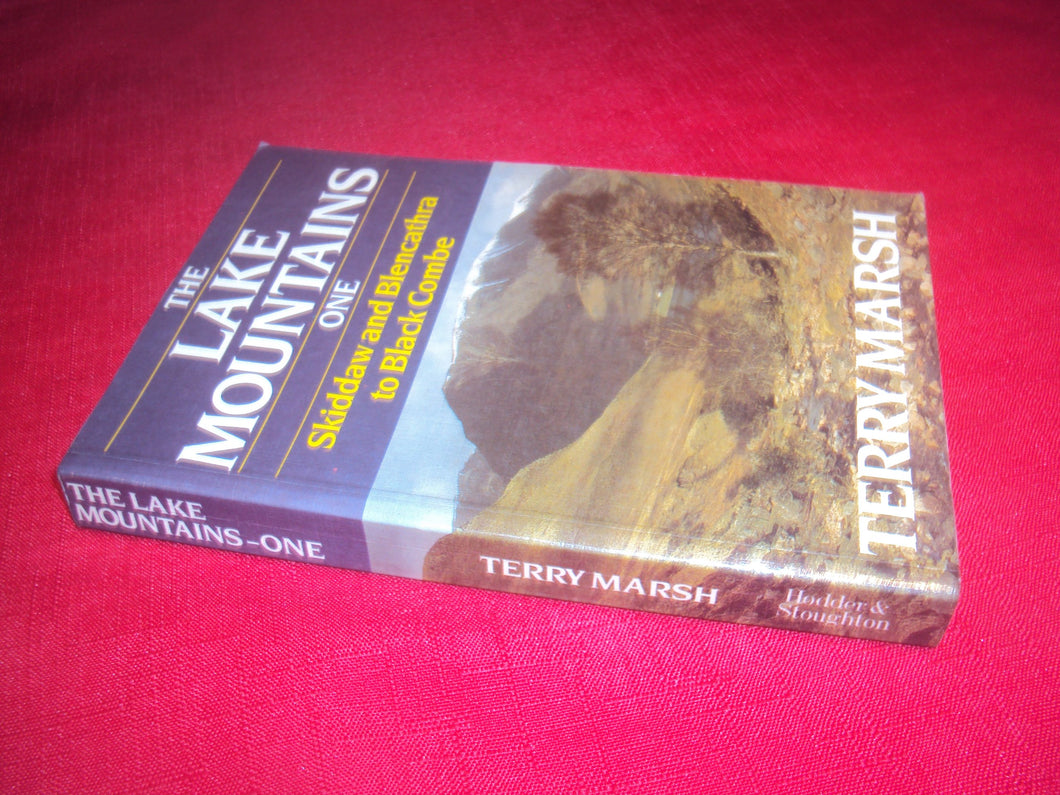 THE
LAKE
MOUNTAINS
ONE
Skiddaw and Blencathra
to Black Combe
TERRY MARSH
THE LAKE
MOUNTAINS-ONE
TERRY MARSH
Hodder &
Stoughton